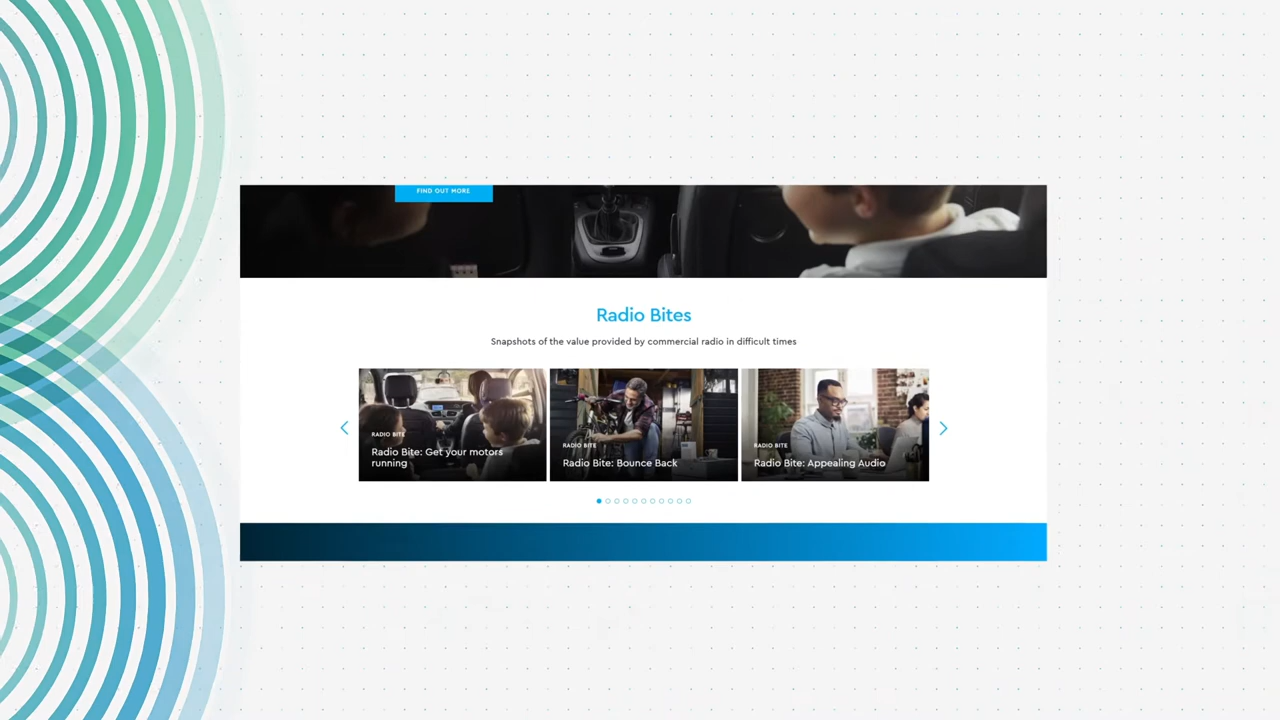 FIND OUT MORE
Radio Bites
Snapshots of the value provided by commercial radio in difficult times
RADIO BITE
Radio Bite: Get your motors
running
RADIO BITE
Radio Bite: Bounce Back
RADIO BITE
Radio Bite: Appealing Audio